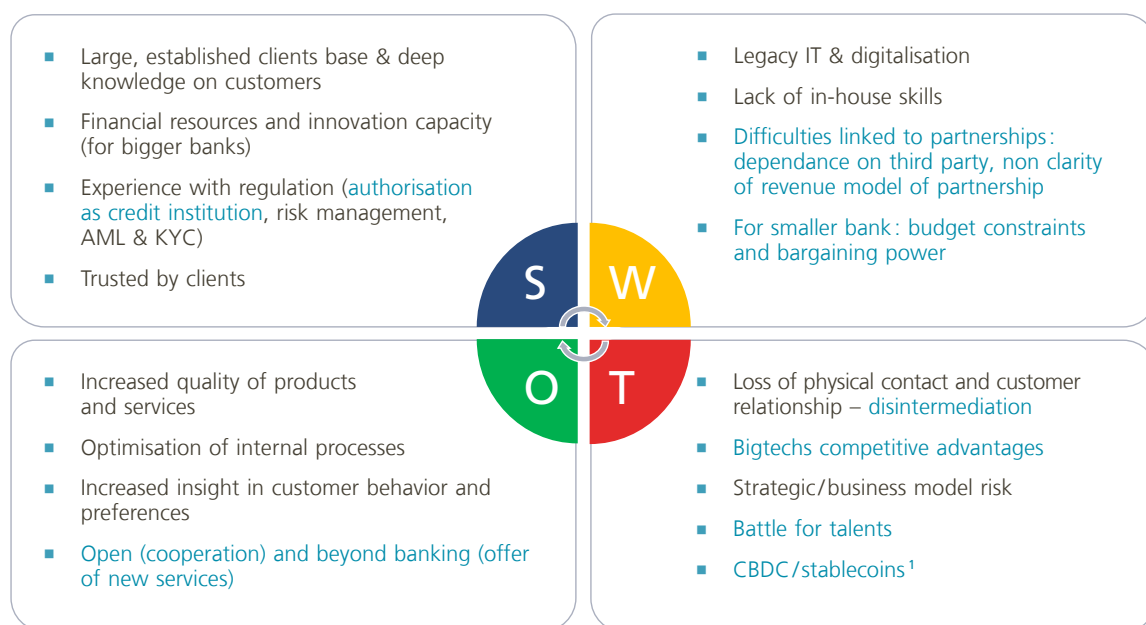 Large, established clients base & deep
knowledge on customers
Financial resources and innovation capacity
(for bigger banks)
Experience with regulation (authorisation
as credit institution, risk management,
AML & KYC)
Trusted by clients
Legacy IT & digitalisation
Lack of in-house skills
Difficulties linked to partnerships:
dependance on third party, non clarity
of revenue model of partnership
For smaller bank: budget constraints
and bargaining power
S
W
O
T
Increased quality of products
and services
Optimisation of internal processes
Increased insight in customer behavior and
preferences
Open (cooperation) and beyond banking (offer
of new services)
Loss of physical contact and customer
relationship – disintermediation
Bigtechs competitive advantages
Strategic/business model risk
Battle for talents
CBDC/stablecoins¹